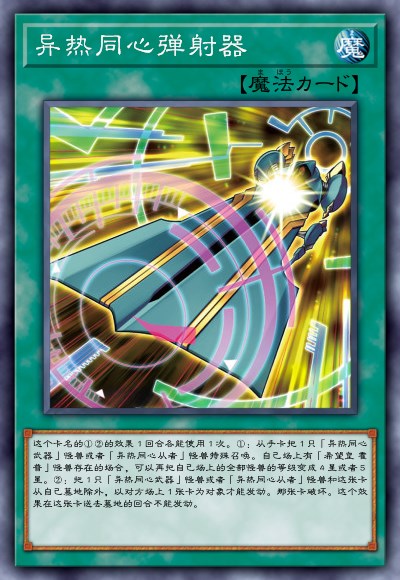 异热同心弹射器
魔
まほう
【魔法カード】
这个卡名的①②的效果1回合各能使用1次。①：从手卡把1只「异热同心
武器」怪兽或者「异热同心从者」怪兽特殊召唤。自己场上有「希望皇 霍
普」怪兽存在的场合，可以再把自己场上的全部怪兽的等级变成4星或者5
星。②：把1只「异热同心武器」怪兽或者「异热同心从者」怪兽和这张卡
从自己墓地除外，以对方场上1张卡为对象才能发动。那张卡破坏。这个效
果在这张卡送去墓地的回合不能发动。